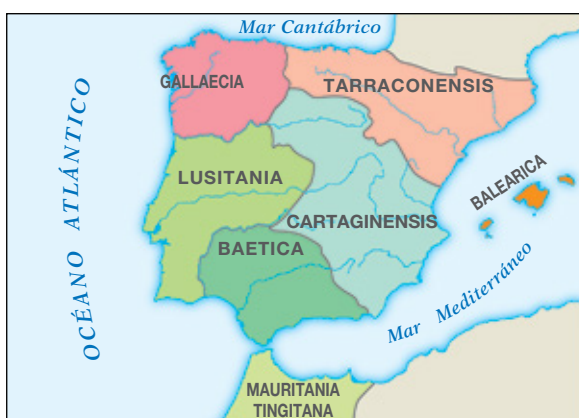 Mar Cantábrico
GALLAECIA
TARRACONENSIS
OCÉANO ATLÁNTICO
LUSITANIA
BALEARICA
CARTAGINENSIS
BAETICA
Mar Mediterráneo
MAURITANIA
TINGITANA